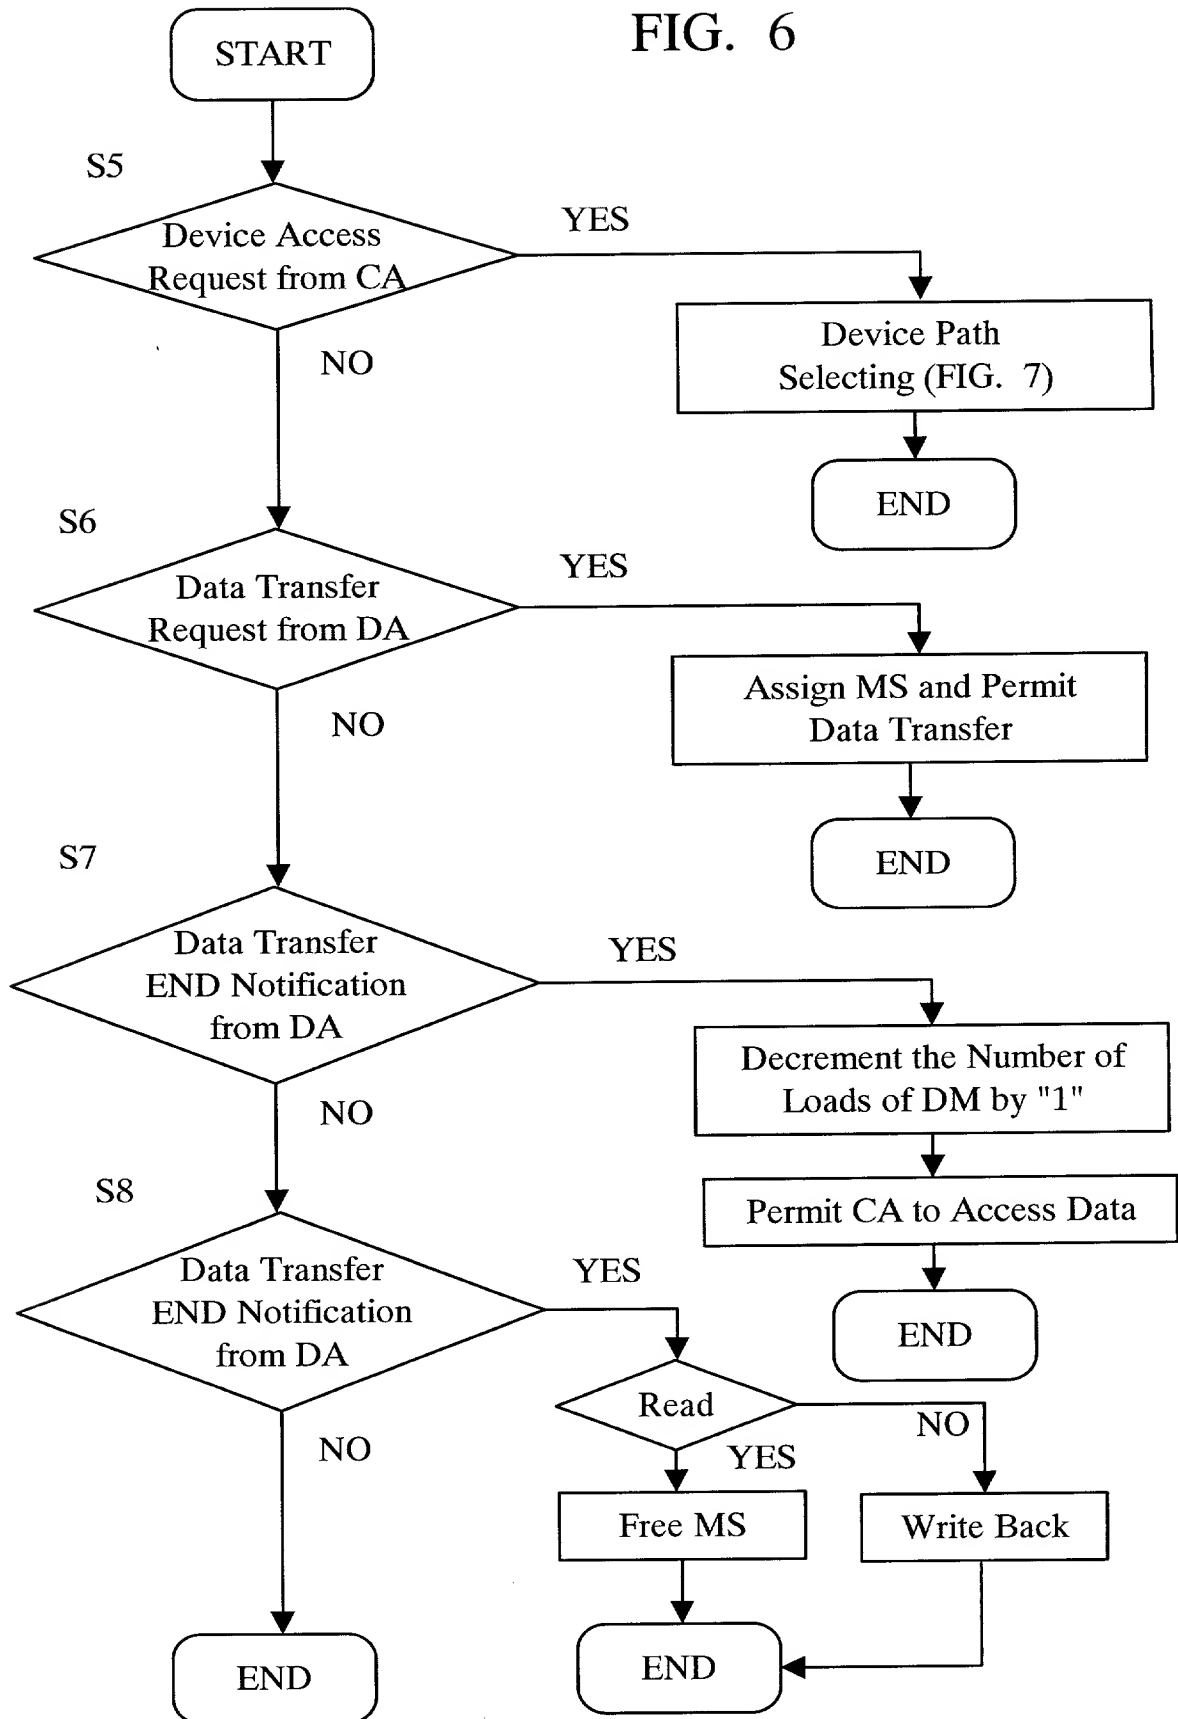 FIG. 6
START
S5
Device Access
Request from CA
YES
NO
Device Path
Selecting (FIG. 7)
END
S6
Data Transfer
Request from DA
YES
NO
Assign MS and Permit
Data Transfer
END
S7
Data Transfer
END Notification
from DA
YES
NO
Decrement the Number of
Loads of DM by "1"
Permit CA to Access Data
END
S8
Data Transfer
END Notification
from DA
YES
NO
Read
NO
YES
Free MS
Write Back
END
END